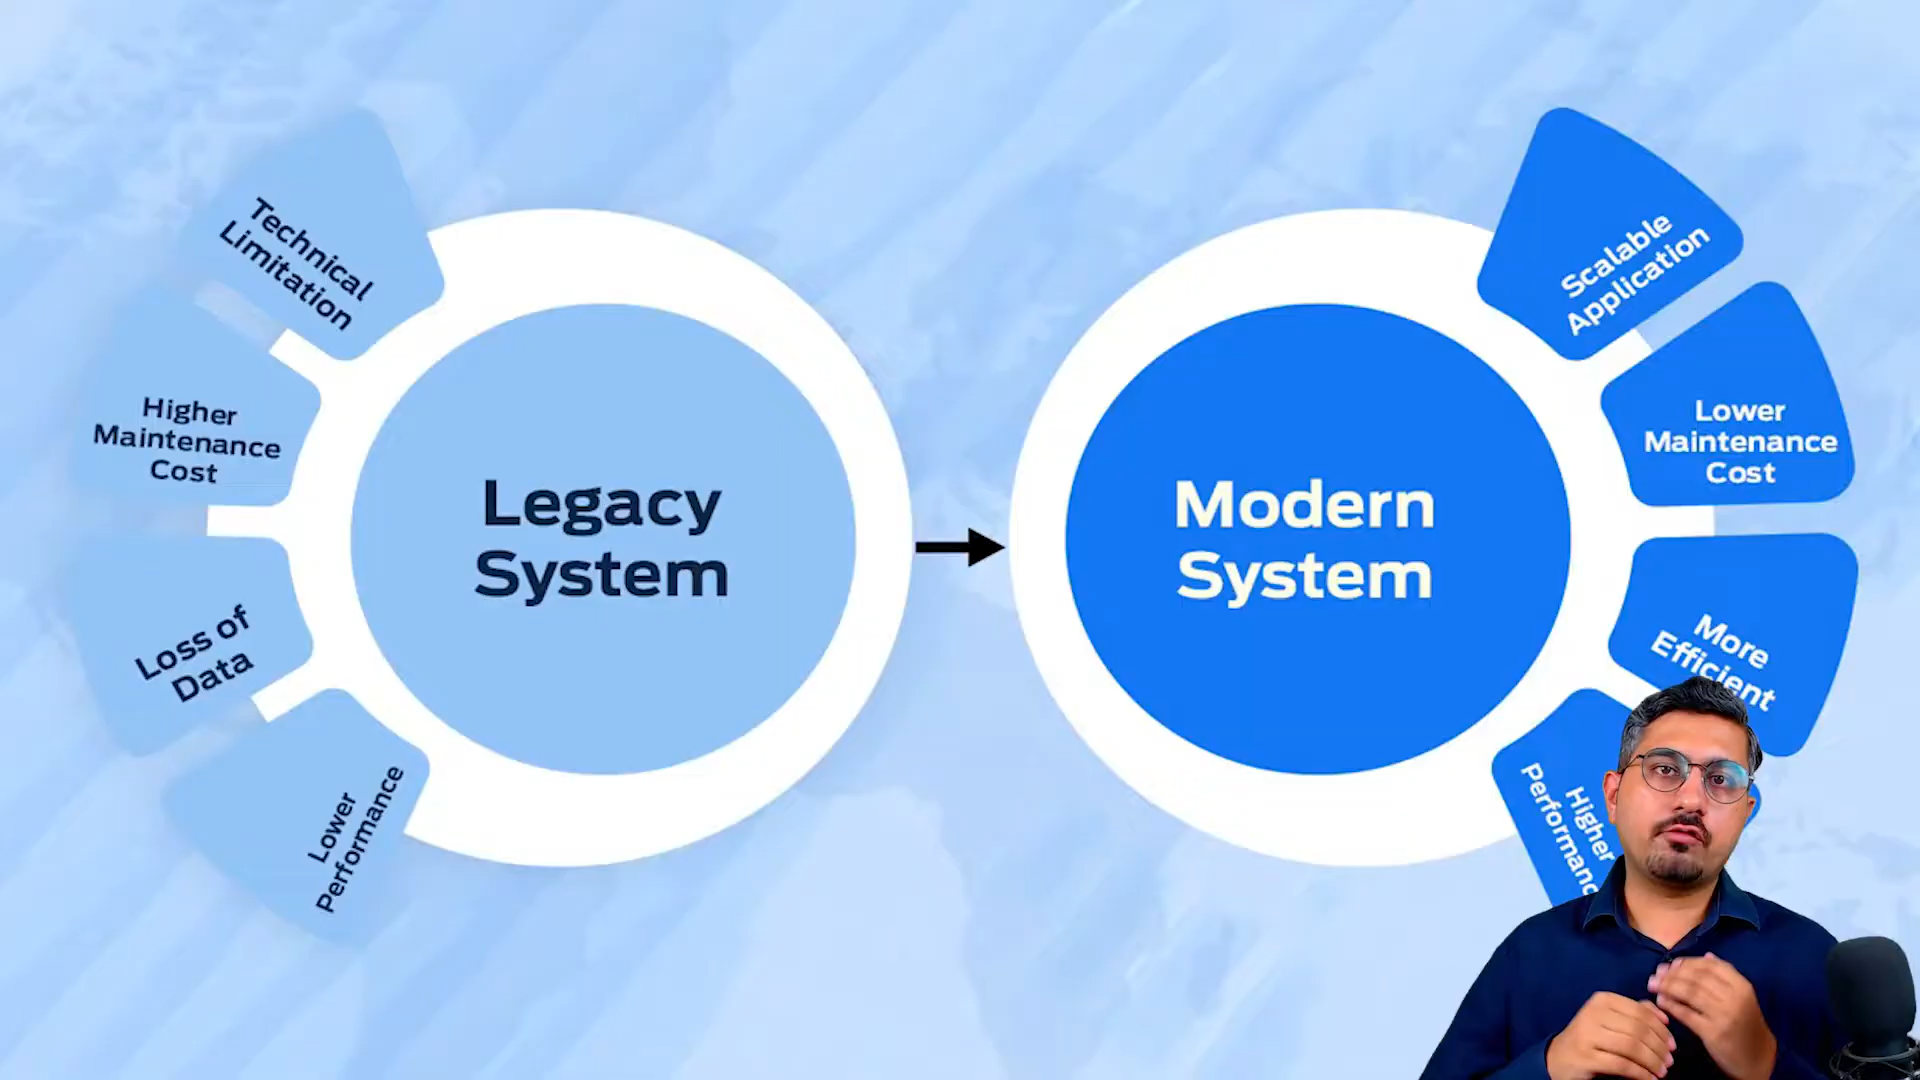 Technical
Limitation
Higher
Maintenance
Cost
Loss of
Data
Lower
Performance
Legacy
System
Modern
System
Scalable
Application
Lower
Maintenance
Cost
More
Efficient
Higher